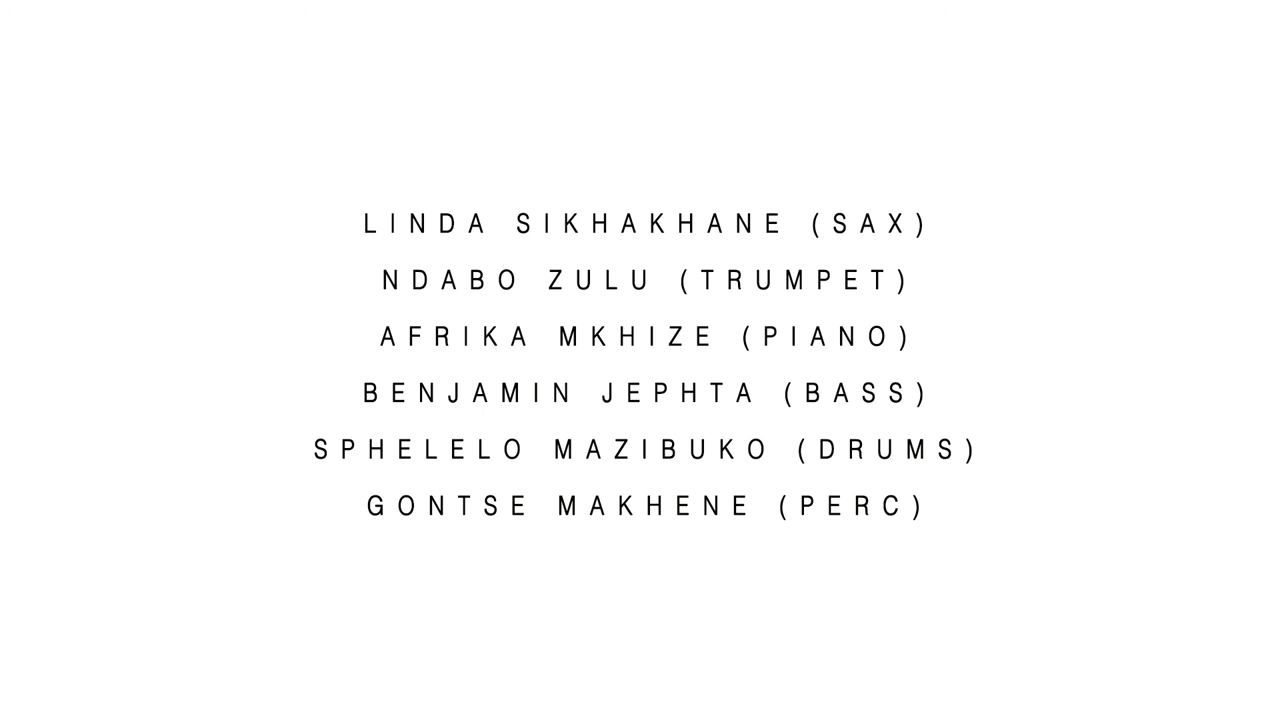 LINDA SIKHAKHANE (SAX)
NDABO ZULU (TRUMPET)
AFRIKA MKHIZE (PIANO)
BENJAMIN JEPHTA (BASS)
SPHELELO MAZIBUKO (DRUMS)
GONTSE MAKHENE (PERC)